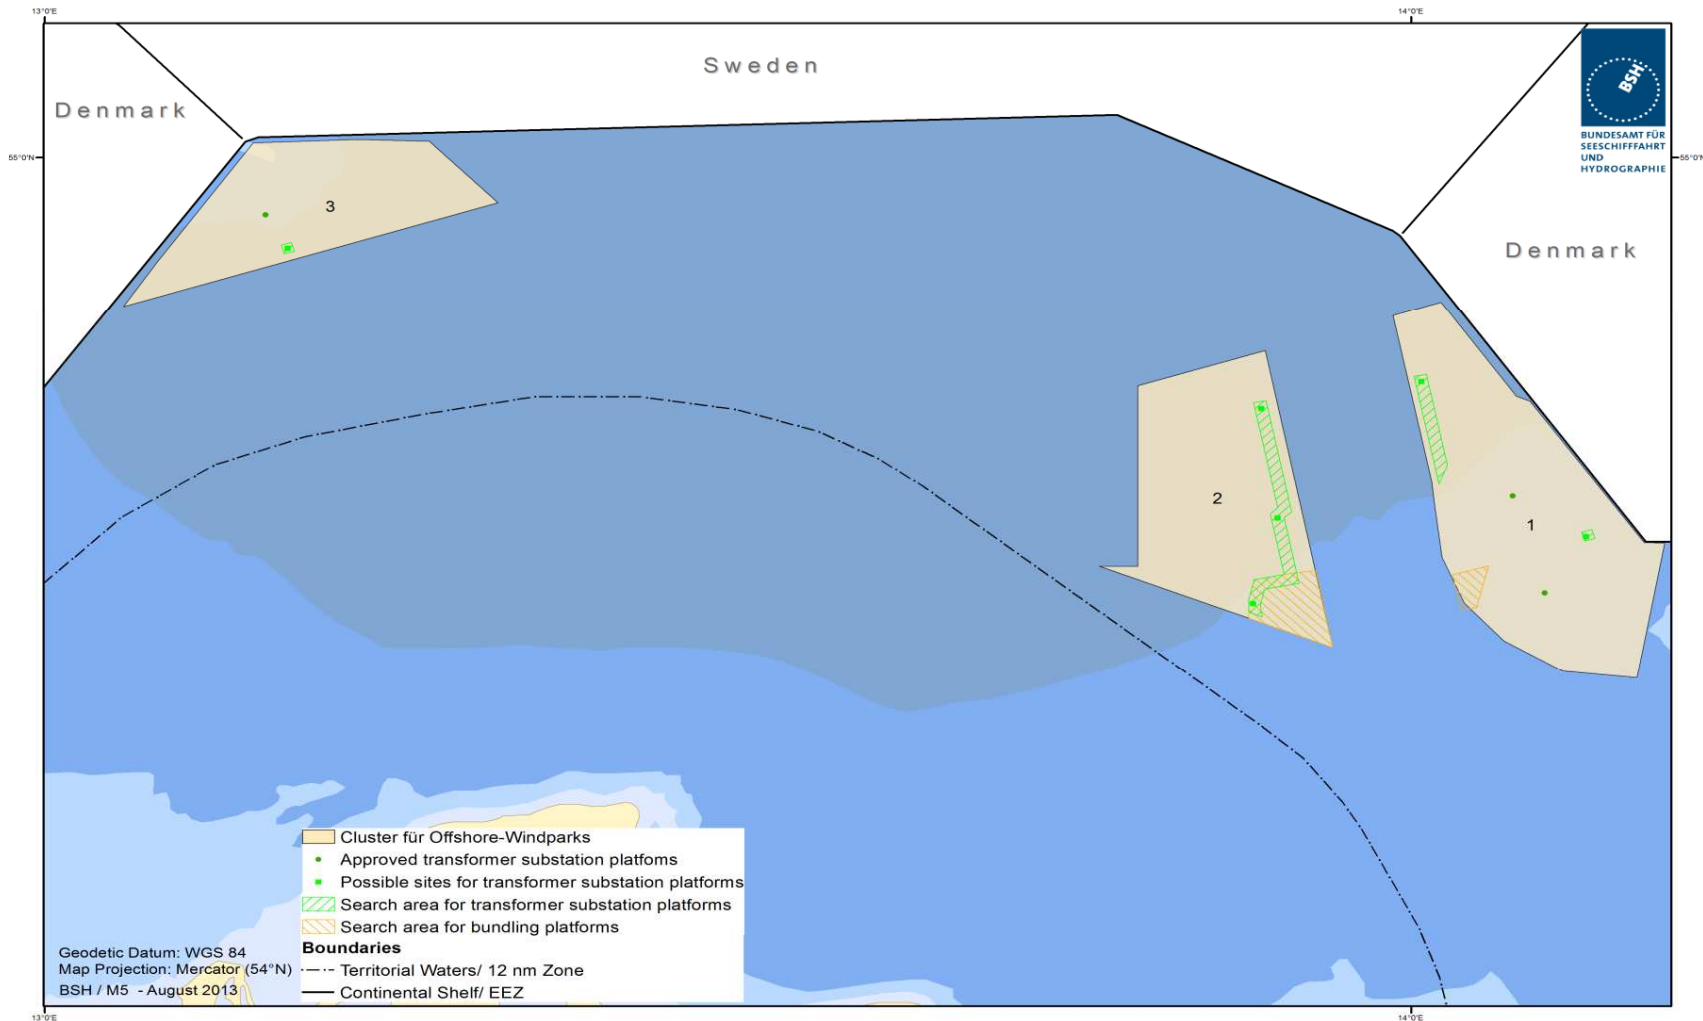 13°0'E
14°0'E
Sweden
Denmark
BSH
BUNDESAMT FÜR
SEESCHIFFFAHRT
UND
HYDROGRAPHIE
55°0'N
55°0'N
3
Denmark
2
1
Cluster für Offshore-Windparks
Approved transformer substation platfoms
Possible sites for transformer substation platforms
Search area for transformer substation platforms
Search area for bundling platforms
Boundaries
Territorial Waters/ 12 nm Zone
Continental Shelf/ EEZ
Geodetic Datum: WGS 84
Map Projection: Mercator (54°N)
BSH / M5 - August 2013
13°0'E
14°0'E